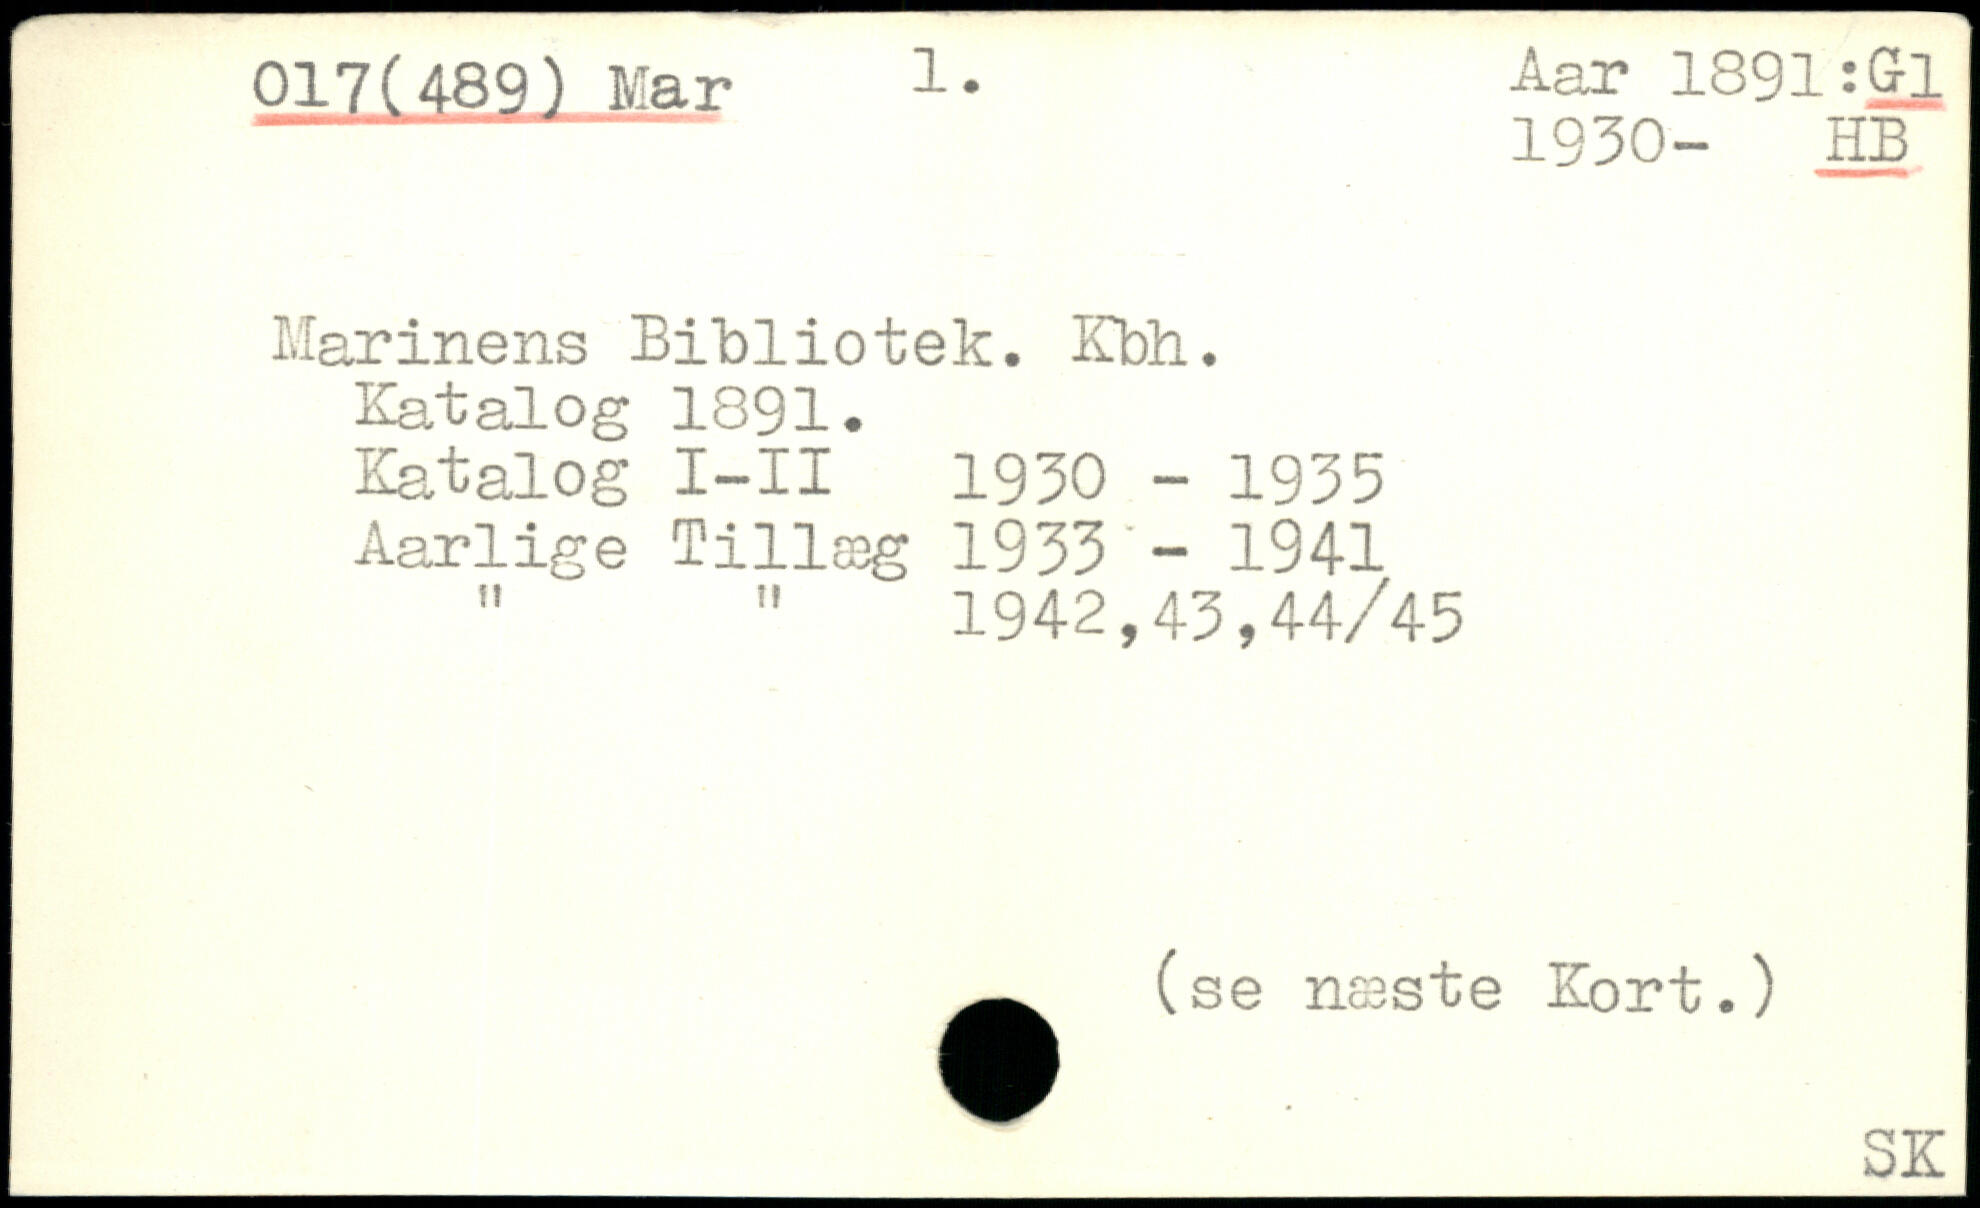 017(489) Mar 1. Aar 1891:Gl
1930- HB
Marinens Bibliotek. Kbh.
Katalog 1891.
Katalog I-II 1930 - 1935
Aarlige Tillæg 1933 - 1941
" " 1942,43,44/45
(se næste Kort.)
SK